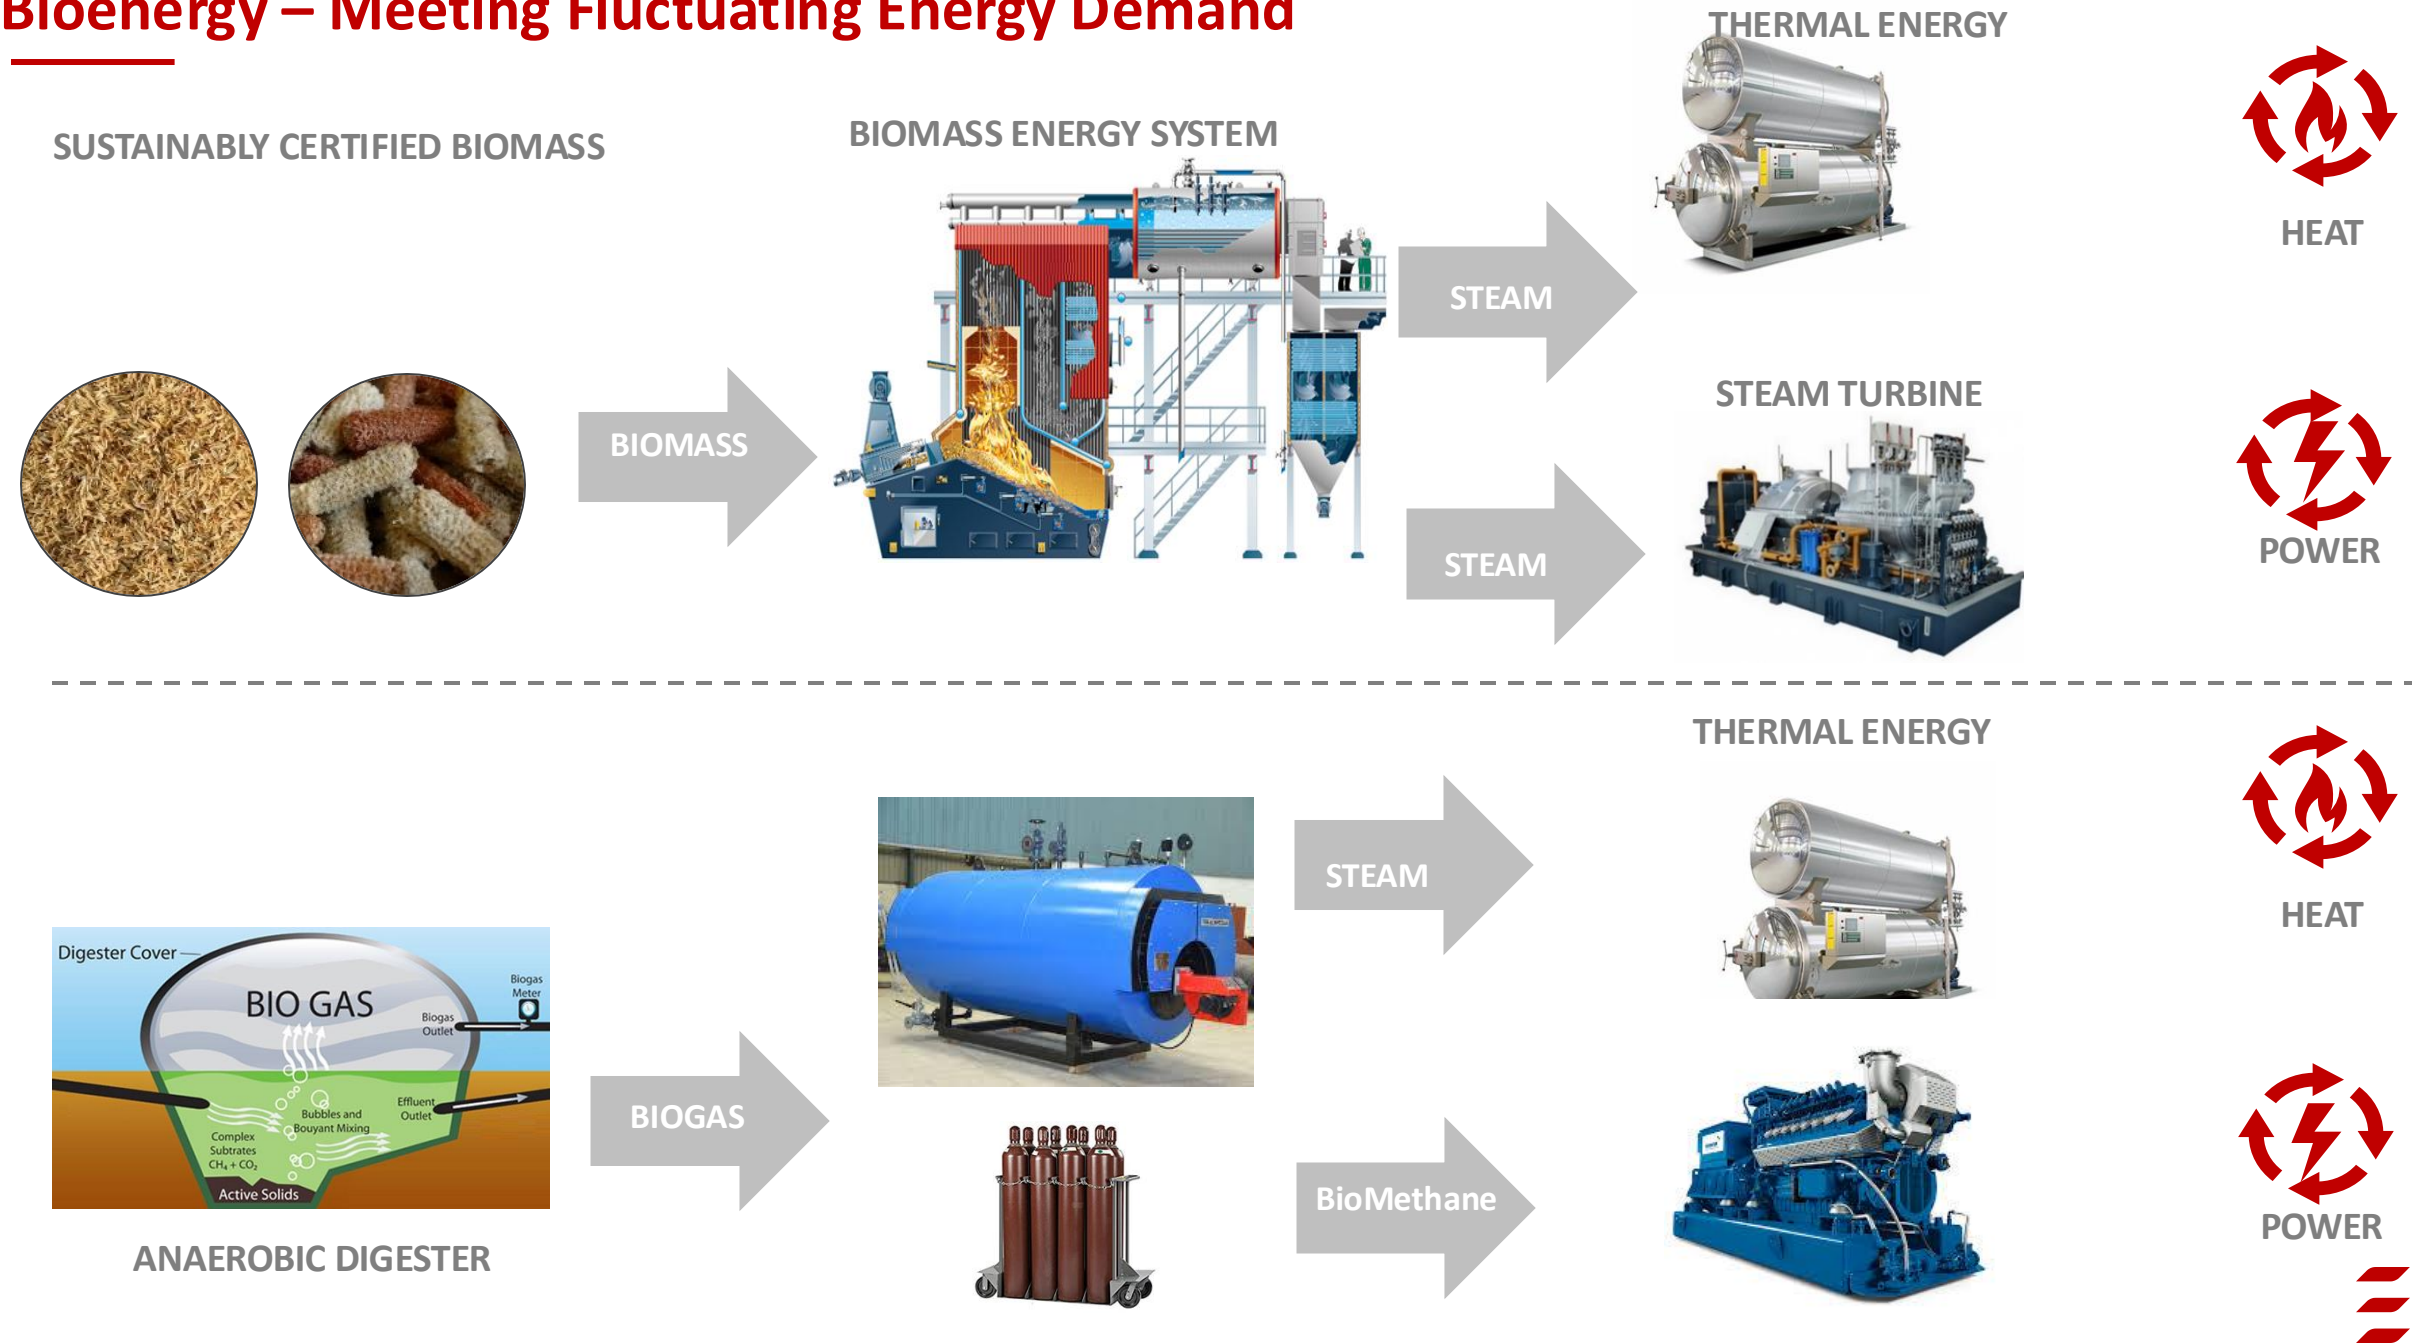 Bioenergy – Meeting Fluctuating Energy Demand
SUSTAINABLY CERTIFIED BIOMASS
BIOMASS ENERGY SYSTEM
THERMAL ENERGY
HEAT
BIOMASS
STEAM
STEAM TURBINE
STEAM
POWER
THERMAL ENERGY
STEAM
HEAT
Digester Cover
BIO GAS
Biogas
Meter
Biogas
Outlet
Effluent
Outlet
Bubbles and
Bouyant Mixing
Complex
Subtrates
CH₄ + CO₂
Active Solids
ANAEROBIC DIGESTER
BIOGAS
BioMethane
POWER